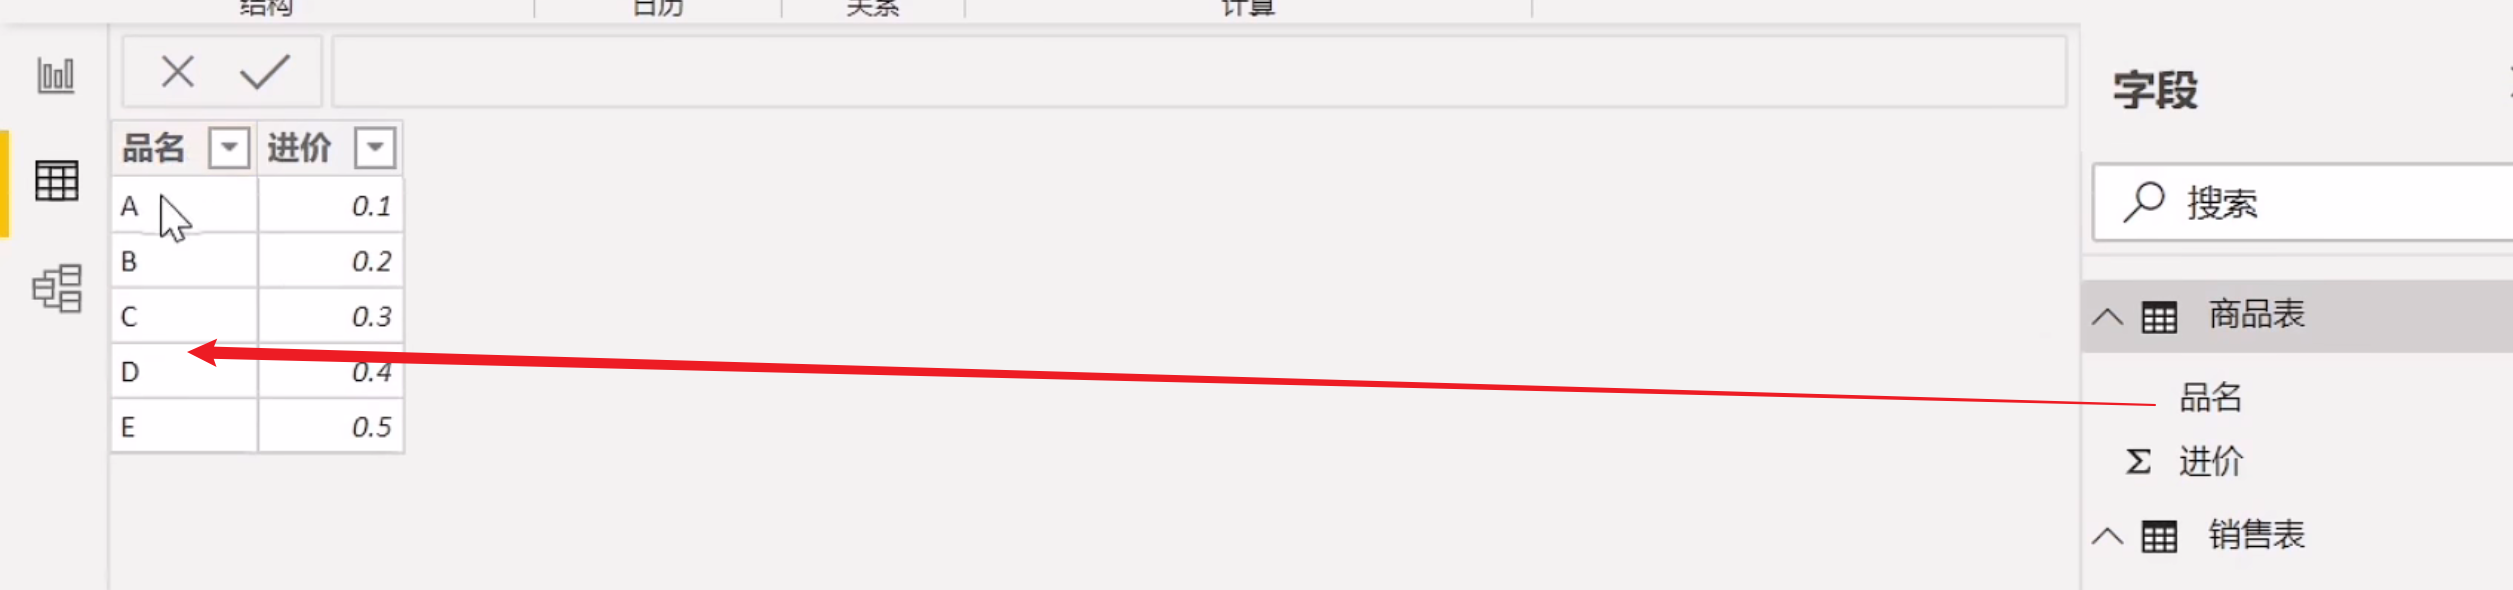 结构 日历 关系 计算
字段
品名 进价
搜索
A 0.1
B 0.2
C 0.3
D 0.4
E 0.5
商品表
品名
Σ 进价
销售表